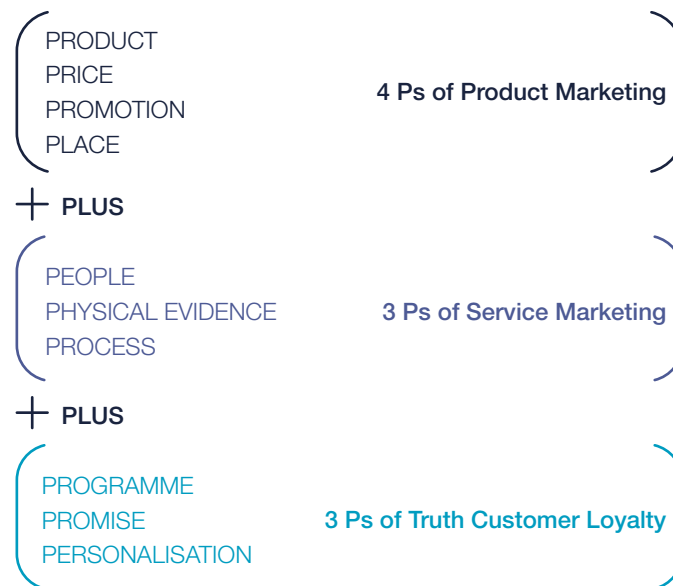 PRODUCT
PRICE
PROMOTION
PLACE
4 Ps of Product Marketing
+ PLUS
PEOPLE
PHYSICAL EVIDENCE
PROCESS
3 Ps of Service Marketing
+ PLUS
PROGRAMME
PROMISE
PERSONALISATION
3 Ps of Truth Customer Loyalty